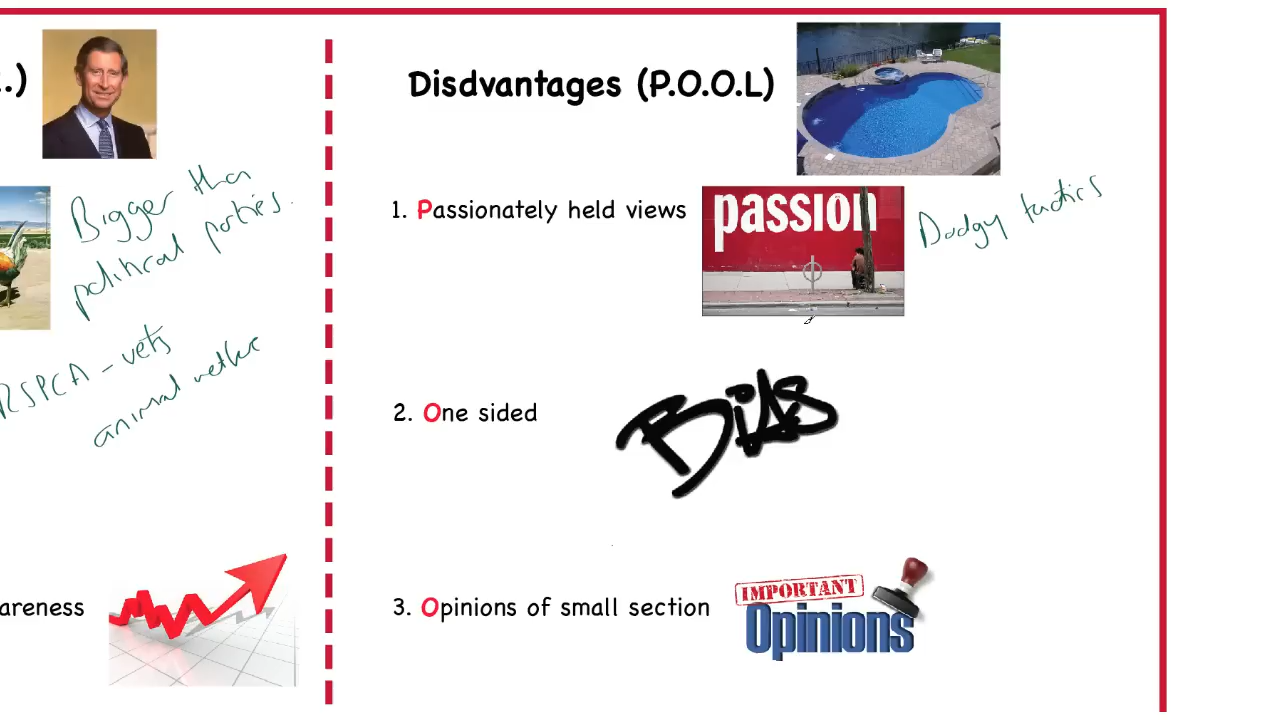 .)
Bigger than
political parties.
RSPCA - vets
animal welfare
areness
Disdvantages (P.O.O.L)
1. Passionately held views
passion
Dodgy tactics
2. One sided
Bias
3. Opinions of small section
IMPORTANT
Opinions